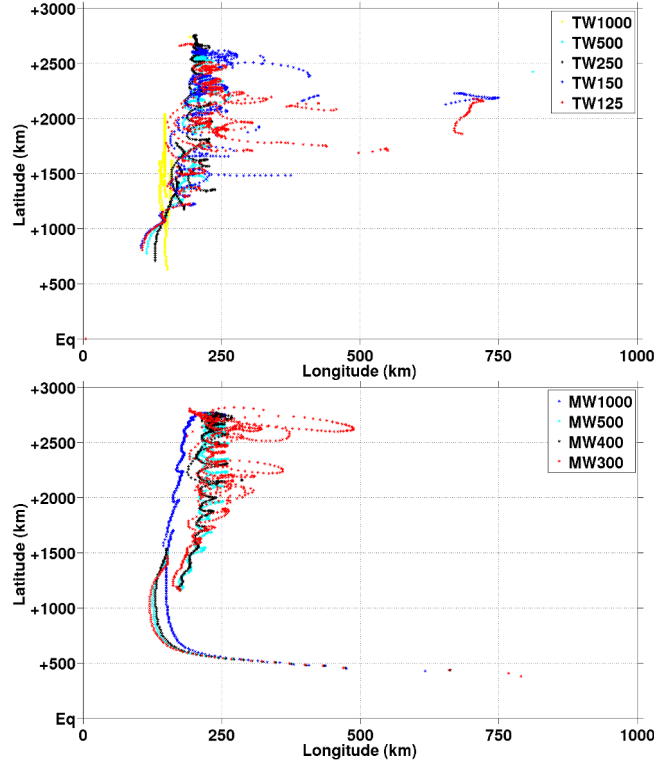 +3000
+2500
+2000
+1500
+1000
+500
Eq
Latitude (km)
0
250
500
750
1000
Longitude (km)
TW1000
TW500
TW250
TW150
TW125
+3000
+2500
+2000
+1500
+1000
+500
Eq
Latitude (km)
0
250
500
750
1000
Longitude (km)
MW1000
MW500
MW400
MW300